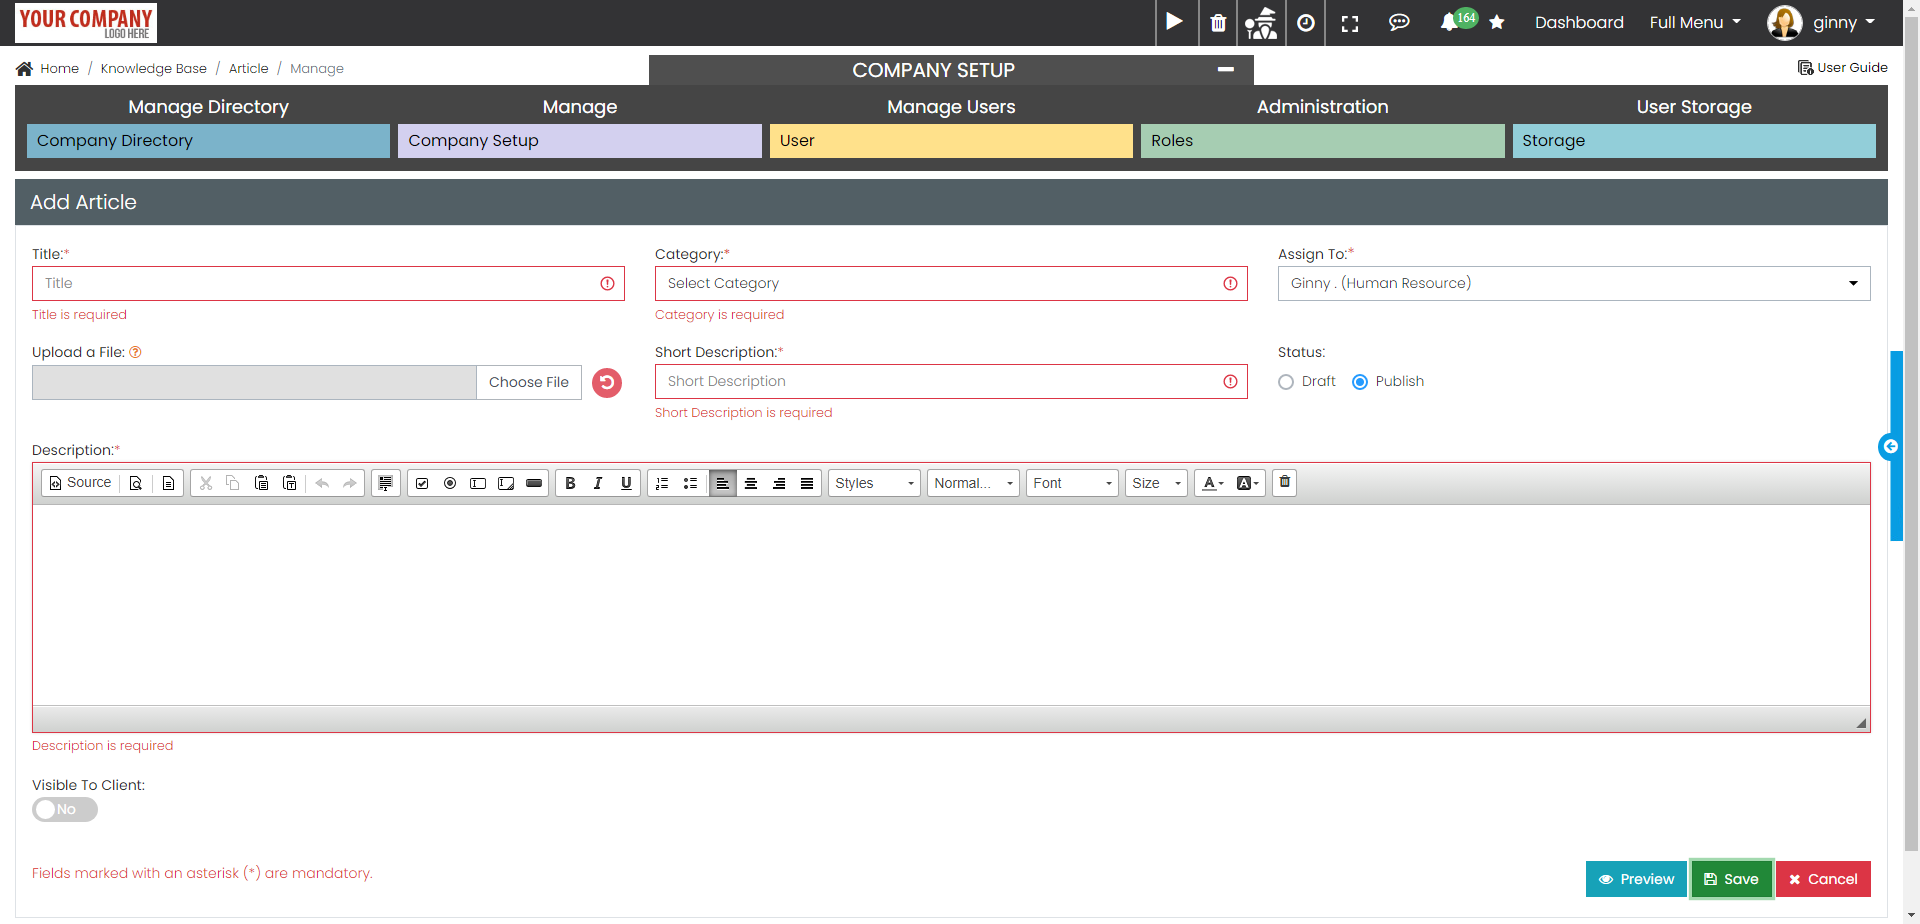 YOUR COMPANY
LOGO HERE
164
Dashboard
Full Menu
ginny
Home / Knowledge Base / Article / Manage
COMPANY SETUP
User Guide
Manage Directory
Manage
Manage Users
Administration
User Storage
Company Directory
Company Setup
User
Roles
Storage
Add Article
Title:*
Category:*
Assign To:*
Title
Select Category
Ginny . (Human Resource)
Title is required
Category is required
Upload a File:
Short Description:*
Status:
Choose File
Short Description
Draft
Publish
Short Description is required
Description:*
Source
B I U
Styles
Normal...
Font
Size
A
A
Description is required
Visible To Client:
No
Fields marked with an asterisk (*) are mandatory.
Preview
Save
Cancel